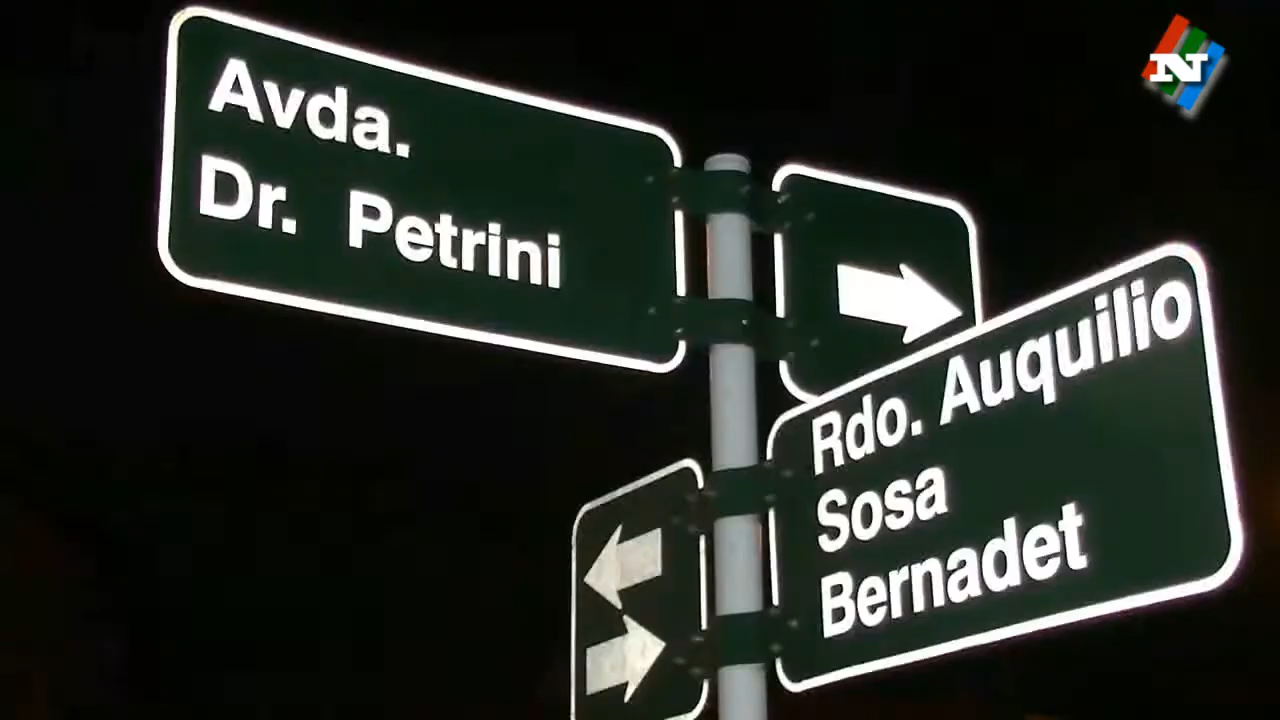 Avda.
Dr. Petrini
Rdo. Auquilio
Sosa
Bernadet
N